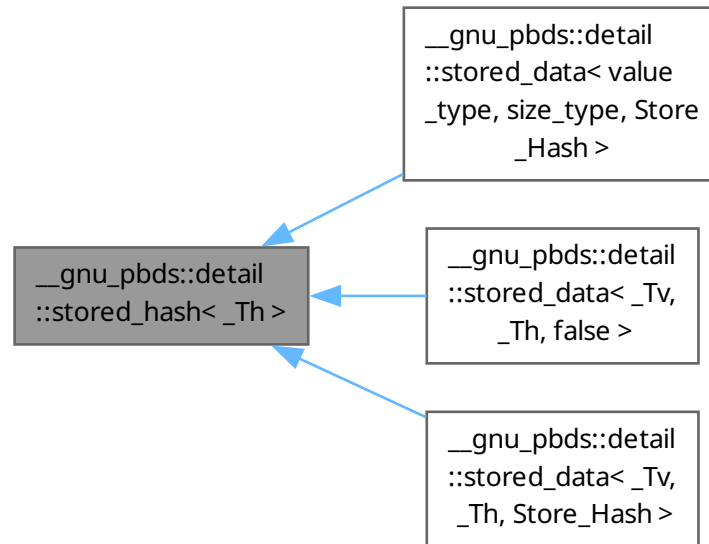 __gnu_pbds::detail
::stored_data< value
_type, size_type, Store
_Hash >
__gnu_pbds::detail
::stored_hash< _Th >
__gnu_pbds::detail
::stored_data< _Tv,
_Th, false >
__gnu_pbds::detail
::stored_data< _Tv,
_Th, Store_Hash >